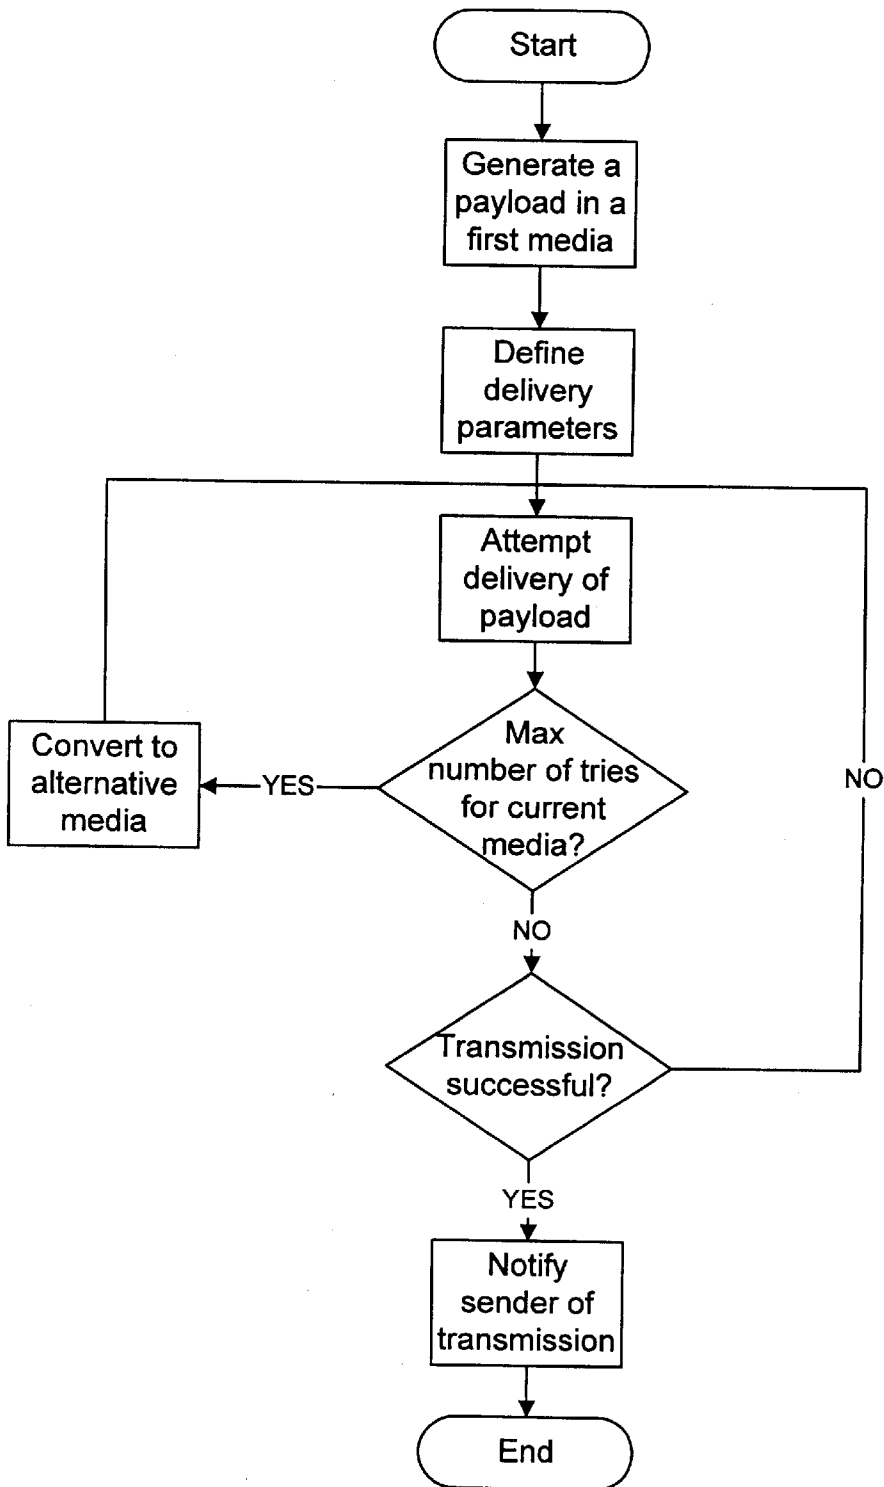 Start
Generate a
payload in a
first media
Define
delivery
parameters
Attempt
delivery of
payload
Max
number of tries
for current
media?
YES
Convert to
alternative
media
NO
NO
Transmission
successful?
YES
Notify
sender of
transmission
End